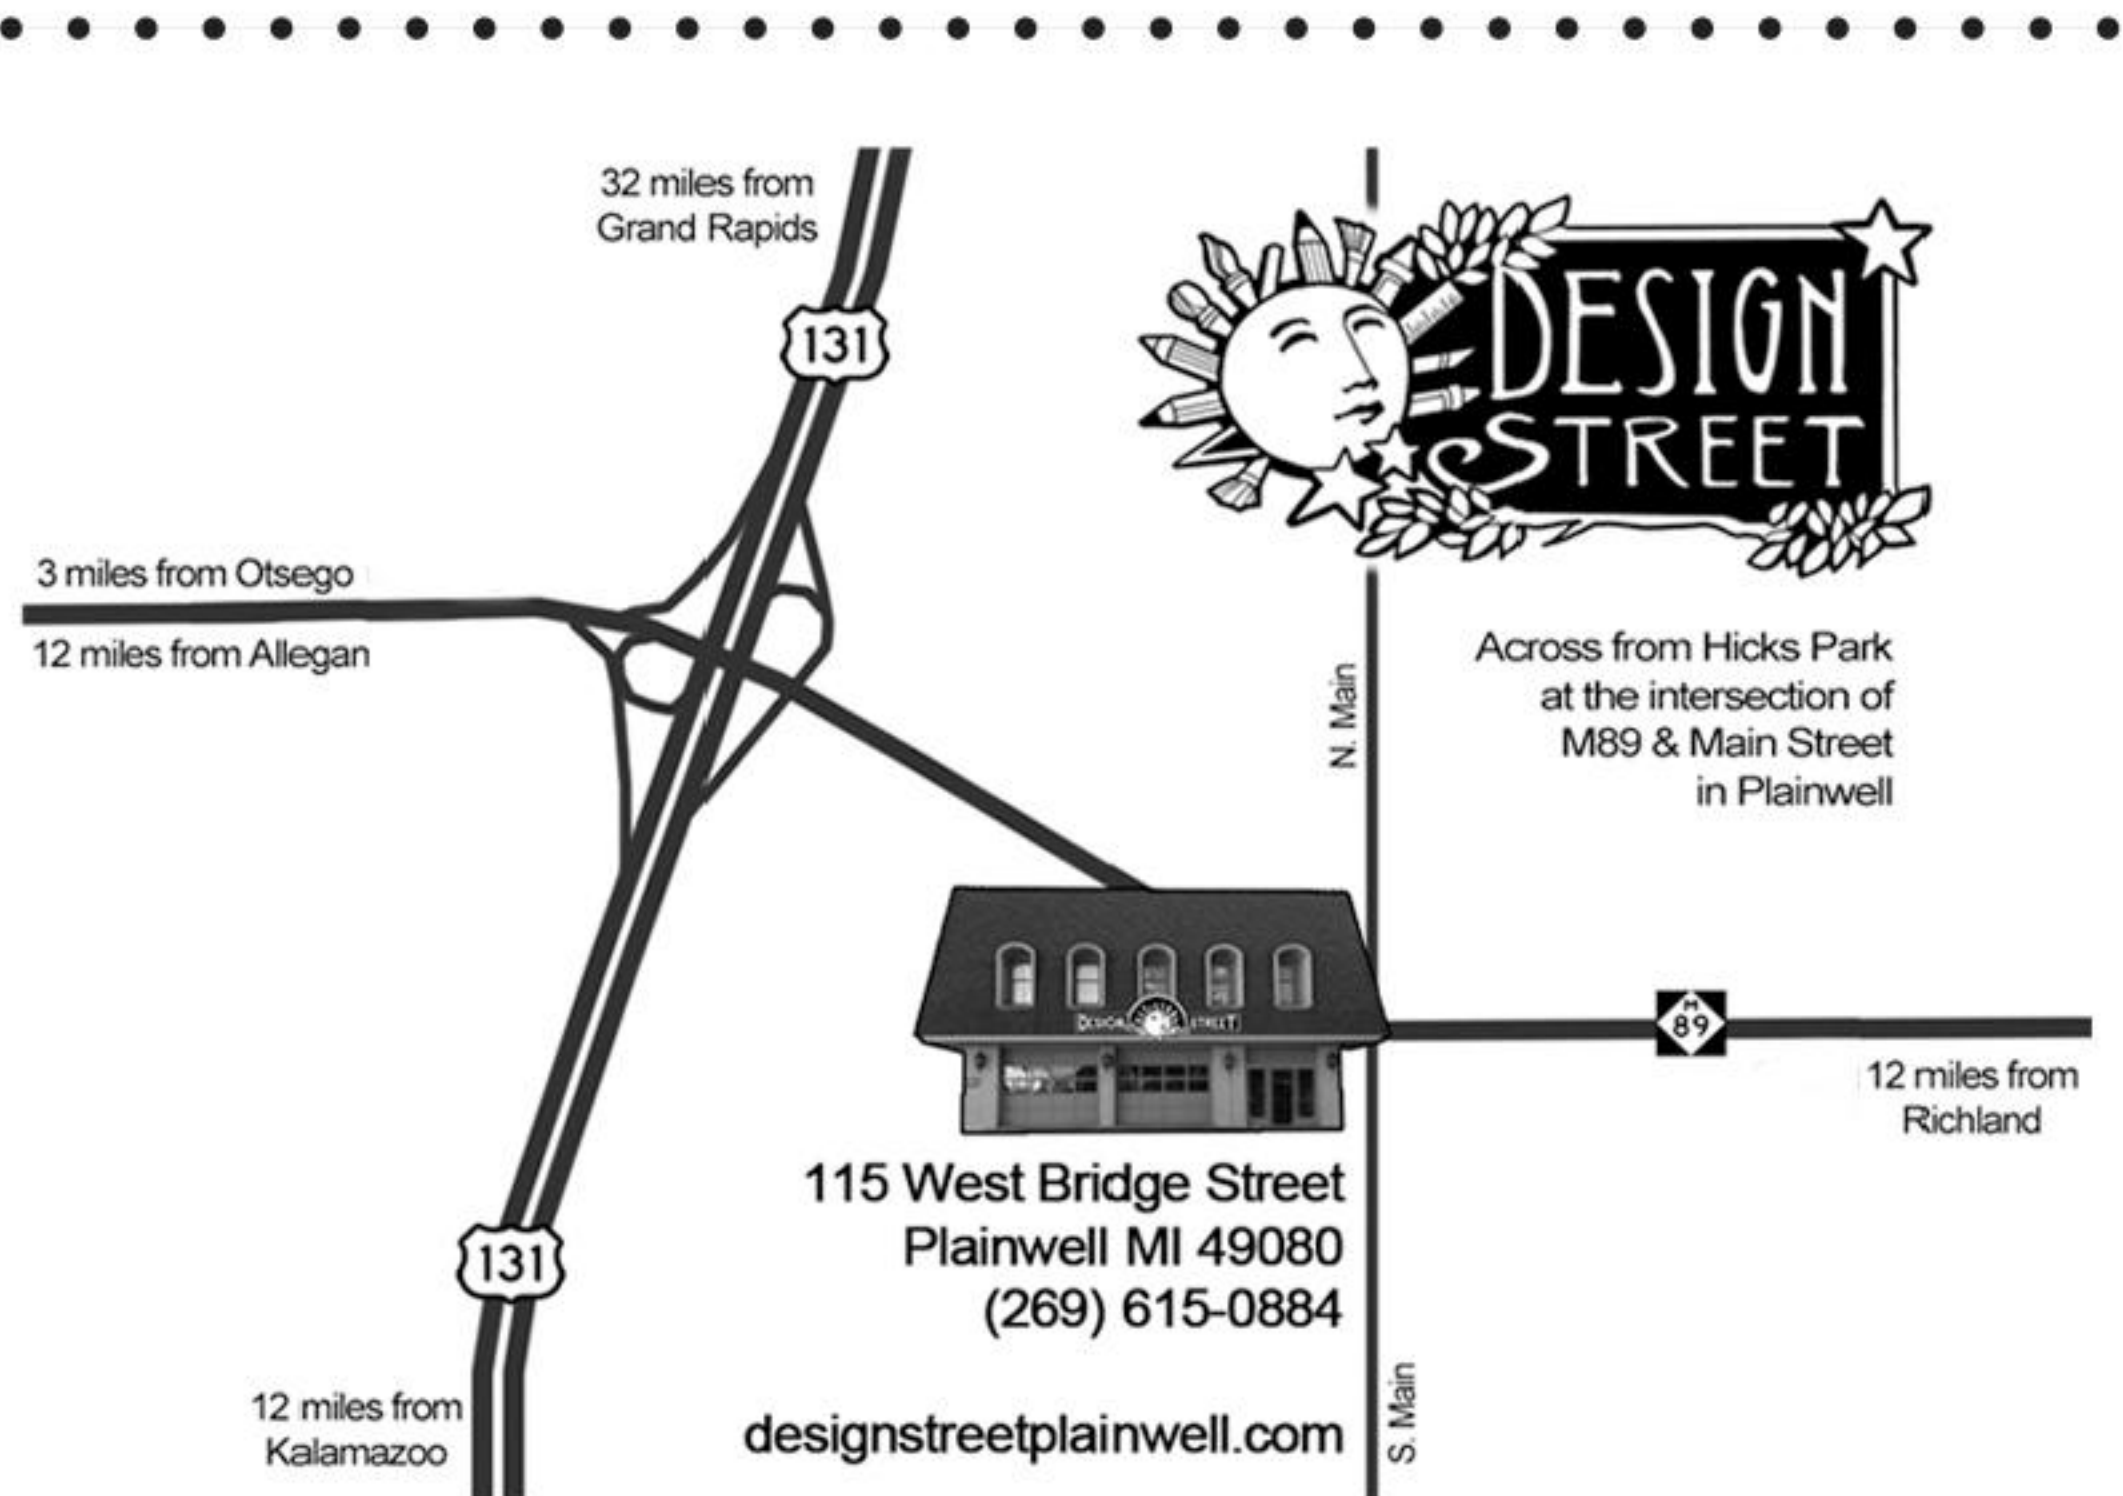 32 miles from
Grand Rapids
131
DESIGN
STREET
3 miles from Otsego
12 miles from Allegan
Across from Hicks Park
at the intersection of
M89 & Main Street
in Plainwell
N. Main
DESIGN STREET
M
89
12 miles from
Richland
115 West Bridge Street
Plainwell MI 49080
(269) 615-0884
131
12 miles from
Kalamazoo
designstreetplainwell.com
S. Main